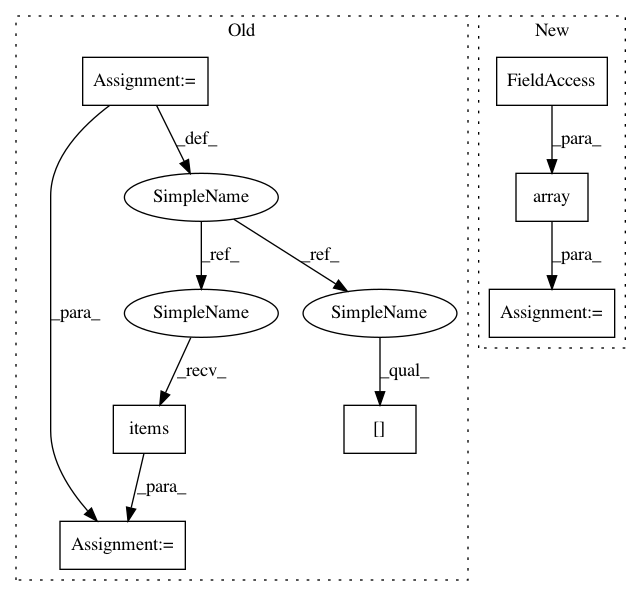 Old
New
Assignment:=
FieldAccess
_def_
_para_
SimpleName
array
_ref_
_ref_
_para_
_para_
SimpleName
SimpleName
Assignment:=
_recv_
_qual_
items
[]
_para_
Assignment:=